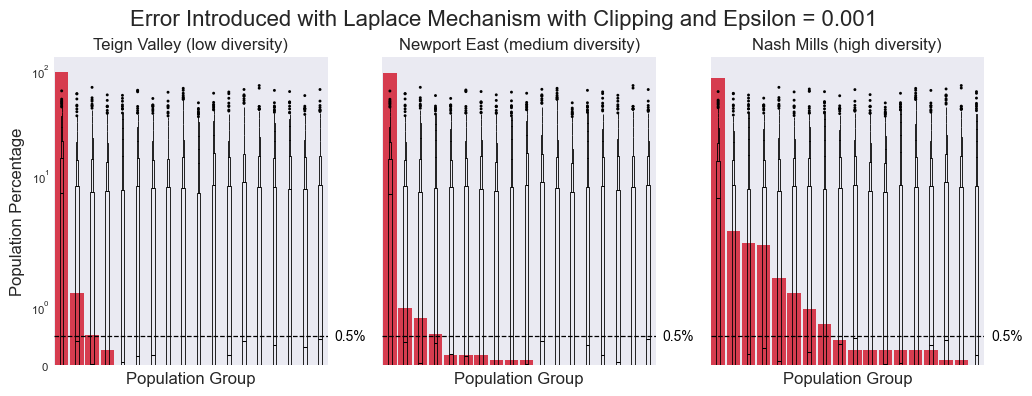 Error Introduced with Laplace Mechanism with Clipping and Epsilon = 0.001
Teign Valley (low diversity)
Newport East (medium diversity)
Nash Mills (high diversity)
Population Percentage
10²
10¹
10⁰
0
0.5%
0.5%
0.5%
Population Group
Population Group
Population Group